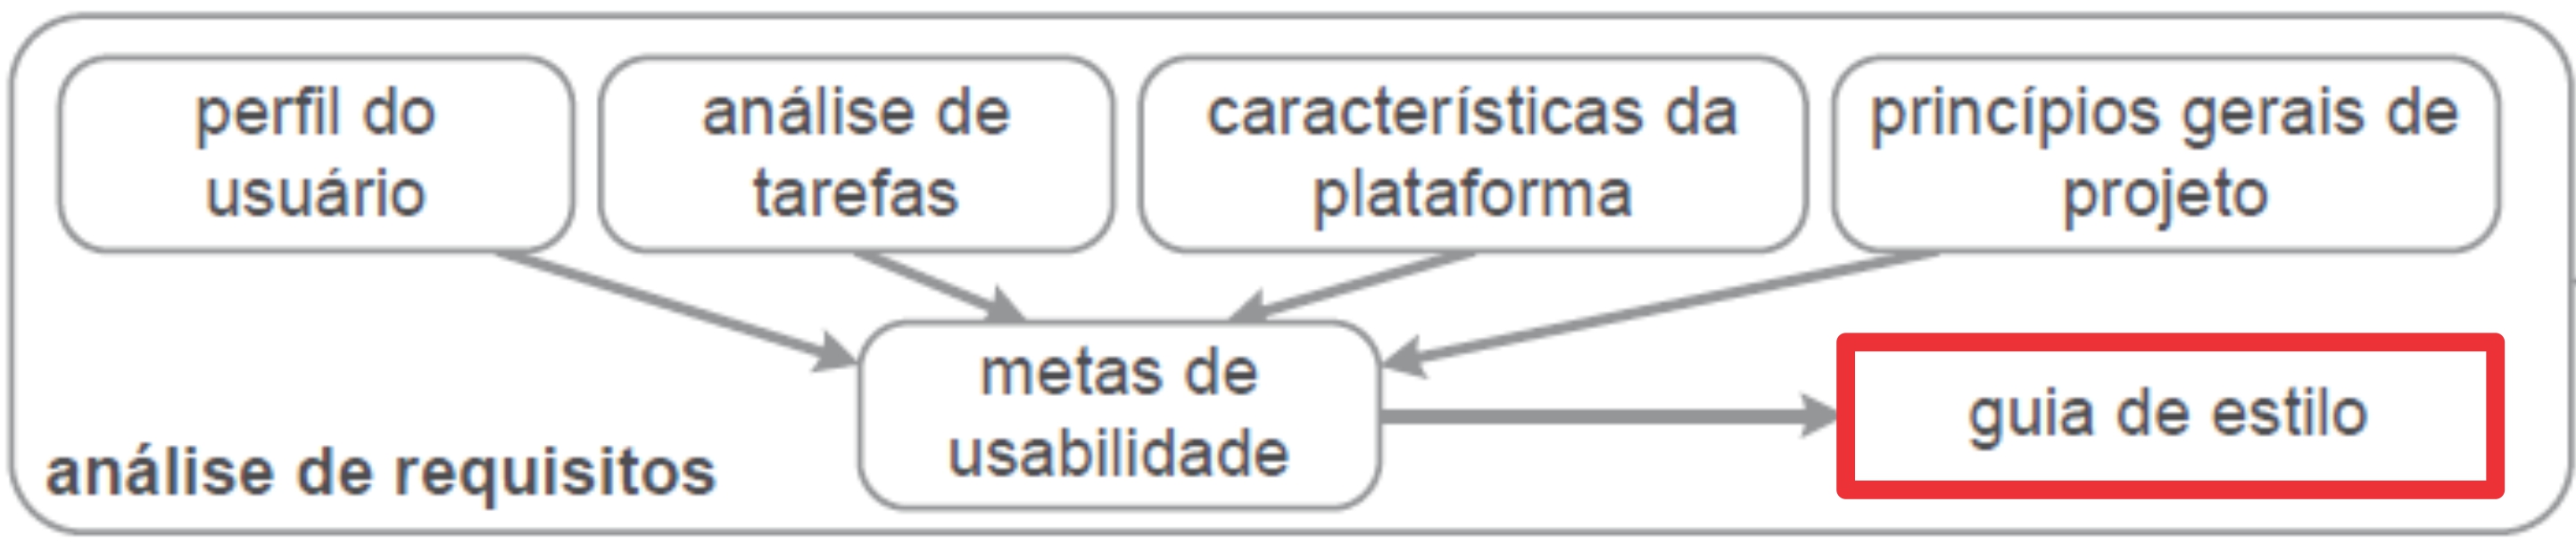 perfil do
usuário
análise de
tarefas
características da
plataforma
princípios gerais de
projeto
metas de
usabilidade
guia de estilo
análise de requisitos